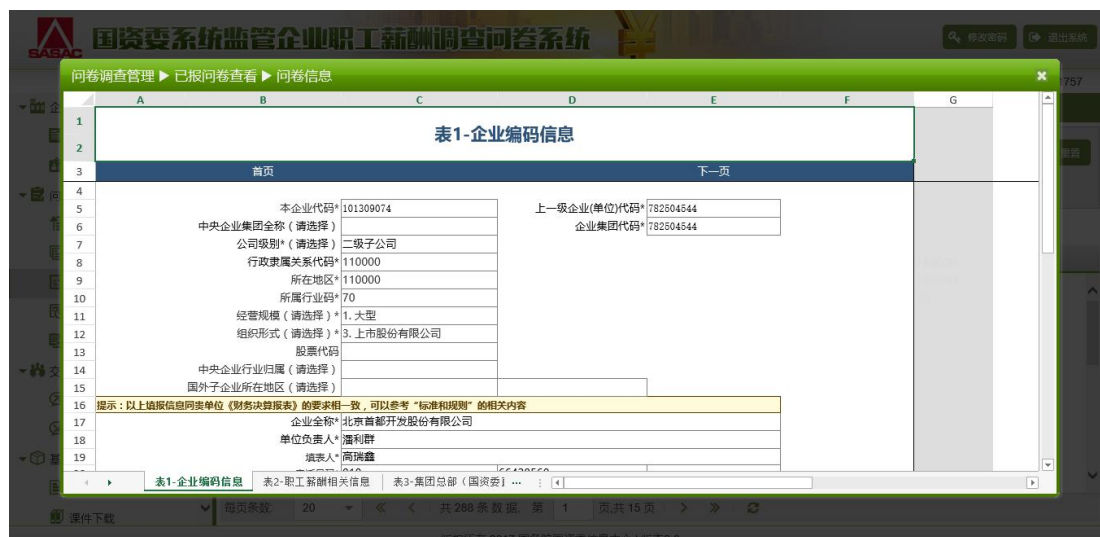 SASAC 国资委系统监管企业职工薪酬调查问卷系统
修改密码 退出系统
问卷调查管理 ▶ 已报问卷查看 ▶ 问卷信息 ×
1757
A B C D E F G
1
表1-企业编码信息
2
3 首页 下一页
4
5 本企业代码* 101309074 上一级企业(单位)代码* 782504544
6 中央企业集团全称（请选择） 企业集团代码* 782504544
7 公司级别*（请选择） 二级子公司
8 行政隶属关系代码* 110000
9 所在地区* 110000
10 所属行业码* 70
11 经营规模（请选择）* 1. 大型
12 组织形式（请选择）* 3. 上市股份有限公司
13 股票代码
14 中央企业行业归属（请选择）
15 国外子企业所在地区（请选择）
16 提示：以上填报信息同贵单位《财务决算报表》的要求相一致，可以参考“标准和规则”的相关内容
17 企业全称* 北京首都开发股份有限公司
18 单位负责人* 潘利群
19 填表人* 高瑞鑫
表1-企业编码信息 表2-职工薪酬相关信息 表3-集团总部（国资委） ...
课件下载 每页条数: 20 共 288 条数据, 第 1 页,共 15 页